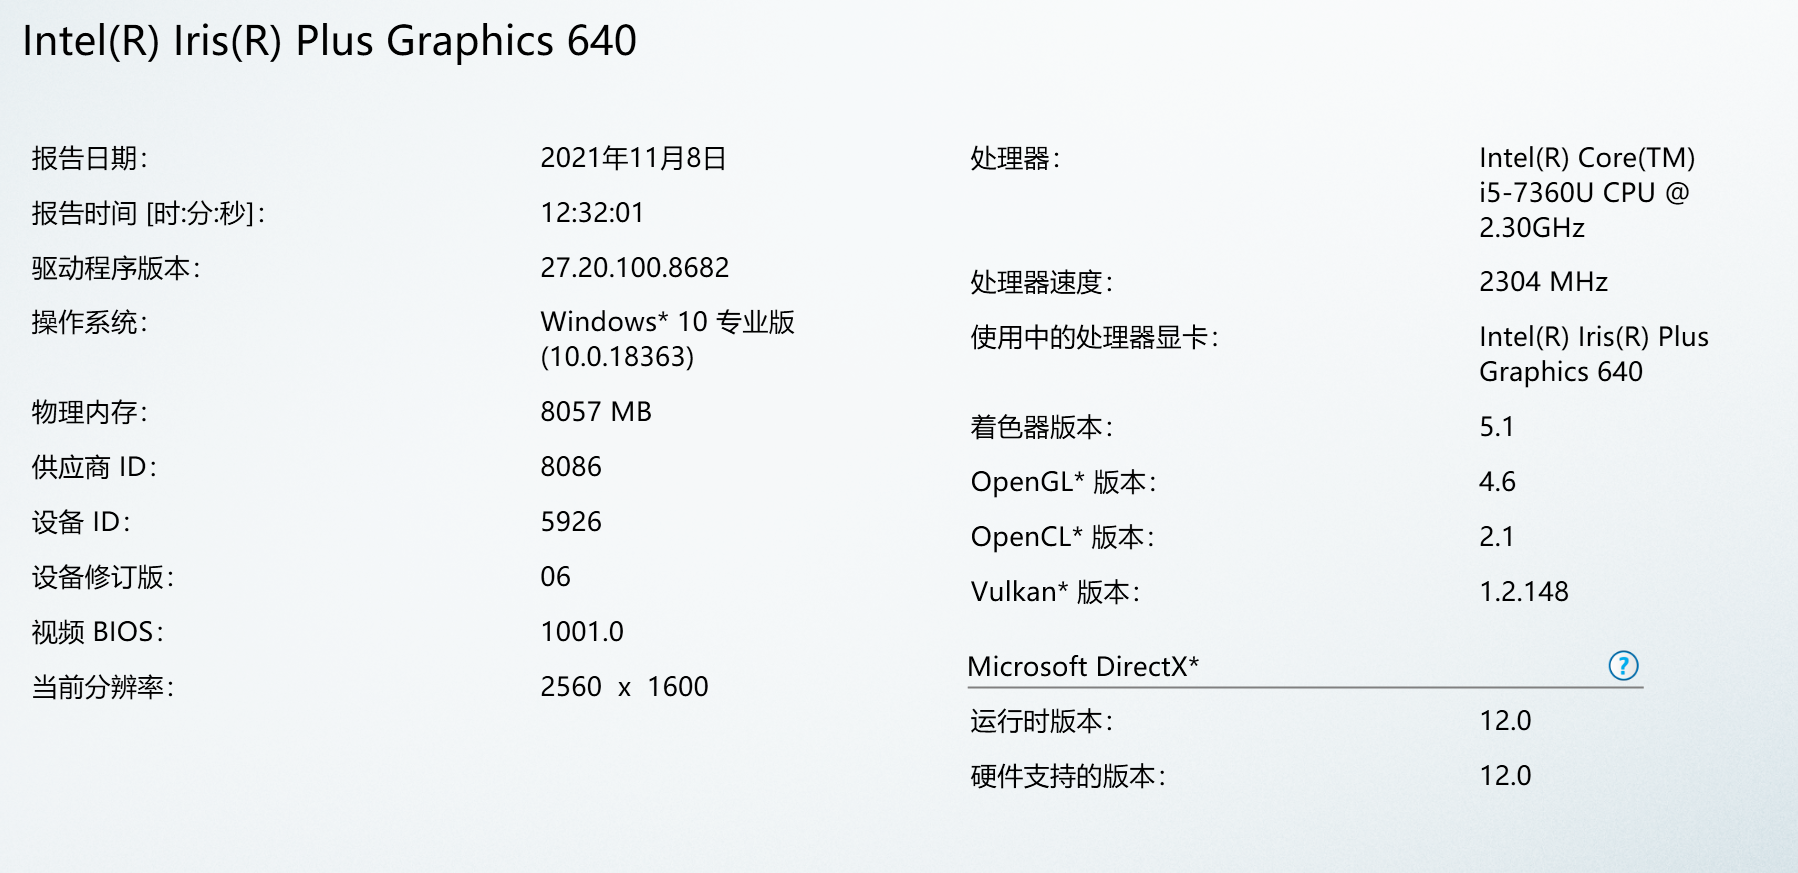 Intel(R) Iris(R) Plus Graphics 640
报告日期: 2021年11月8日
报告时间 [时:分:秒]: 12:32:01
驱动程序版本: 27.20.100.8682
操作系统: Windows* 10 专业版
(10.0.18363)
物理内存: 8057 MB
供应商 ID: 8086
设备 ID: 5926
设备修订版: 06
视频 BIOS: 1001.0
当前分辨率: 2560 x 1600
处理器: Intel(R) Core(TM)
i5-7360U CPU @
2.30GHz
处理器速度: 2304 MHz
使用中的处理器显卡: Intel(R) Iris(R) Plus
Graphics 640
着色器版本: 5.1
OpenGL* 版本: 4.6
OpenCL* 版本: 2.1
Vulkan* 版本: 1.2.148
Microsoft DirectX* ?
运行时版本: 12.0
硬件支持的版本: 12.0